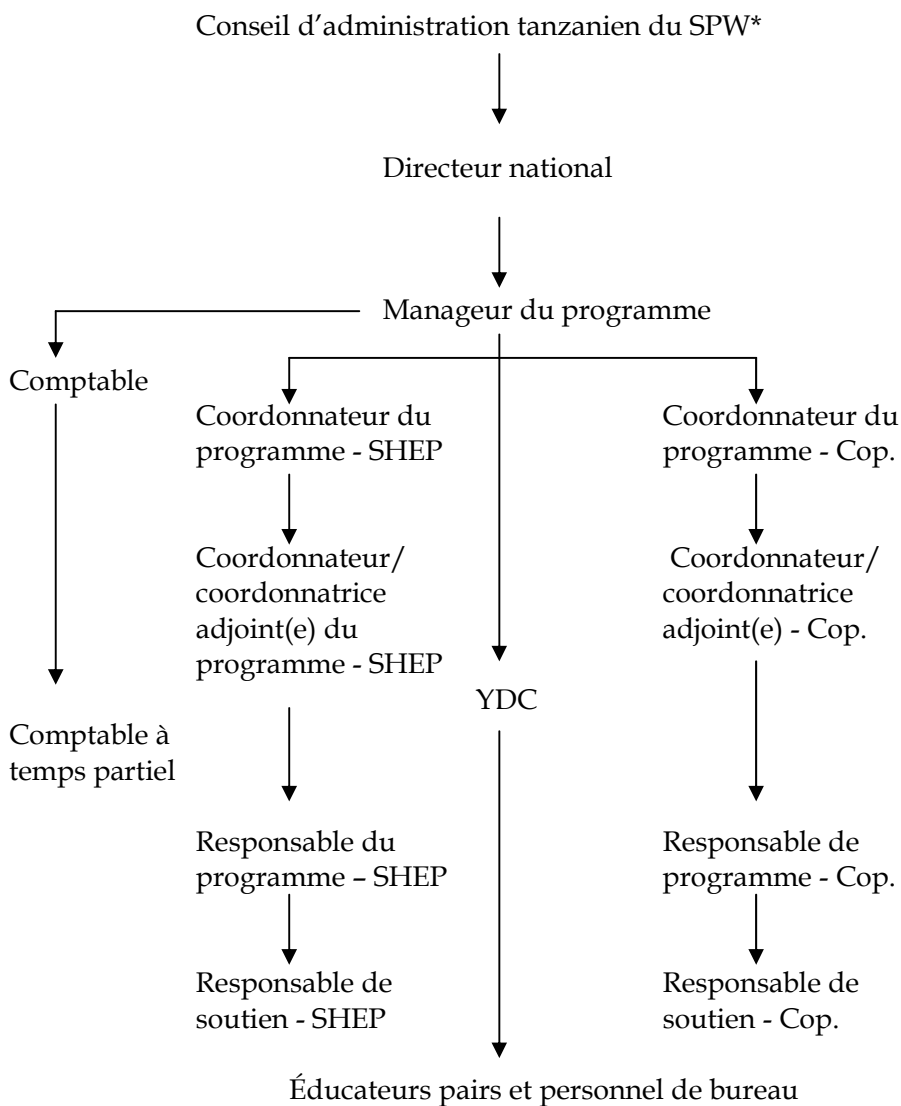 Conseil d’administration tanzanien du SPW*
Directeur national
Manageur du programme
Comptable
Coordonnateur du
programme - SHEP
Coordonnateur du
programme - Cop.
Coordonnateur/
coordonnatrice
adjoint(e) du
programme - SHEP
Coordonnateur/
coordonnatrice
adjoint(e) - Cop.
YDC
Comptable à
temps partiel
Responsable du
programme – SHEP
Responsable de
programme - Cop.
Responsable de
soutien - SHEP
Responsable de
soutien - Cop.
Éducateurs pairs et personnel de bureau